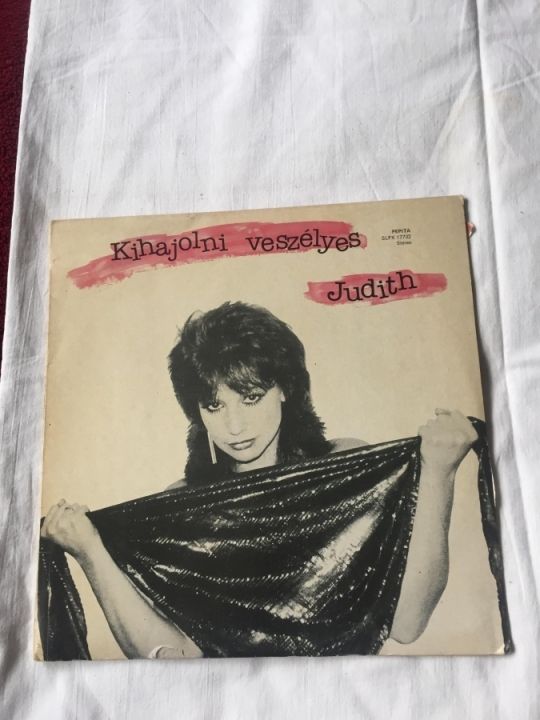 Kihajolni veszélyes
PEPITA
SLPX 17732
Stereo
Judith